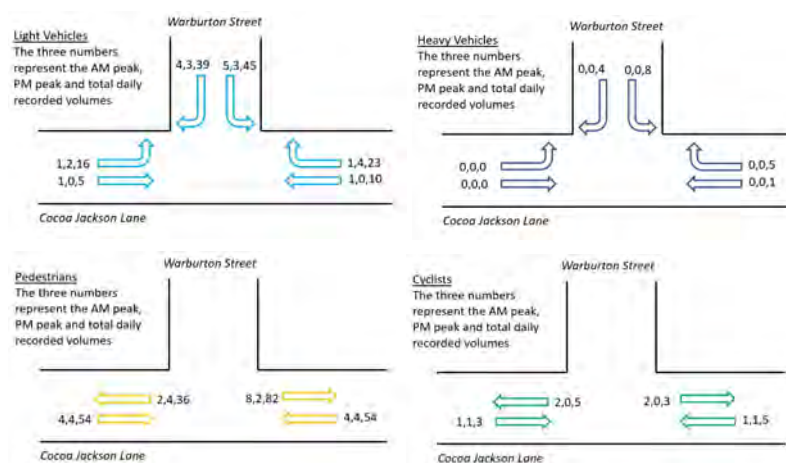 Warburton Street
Light Vehicles
The three numbers
represent the AM peak,
PM peak and total daily
recorded volumes
4,3,39
5,3,45
1,2,16
1,0,5
1,4,23
1,0,10
Cocoa Jackson Lane
Warburton Street
Heavy Vehicles
The three numbers
represent the AM peak,
PM peak and total daily
recorded volumes
0,0,4
0,0,8
0,0,0
0,0,0
0,0,5
0,0,1
Cocoa Jackson Lane
Warburton Street
Pedestrians
The three numbers
represent the AM peak,
PM peak and total daily
recorded volumes
2,4,36
8,2,82
4,4,54
4,4,54
Cocoa Jackson Lane
Warburton Street
Cyclists
The three numbers
represent the AM peak,
PM peak and total daily
recorded volumes
2,0,5
2,0,3
1,1,3
1,1,5
Cocoa Jackson Lane